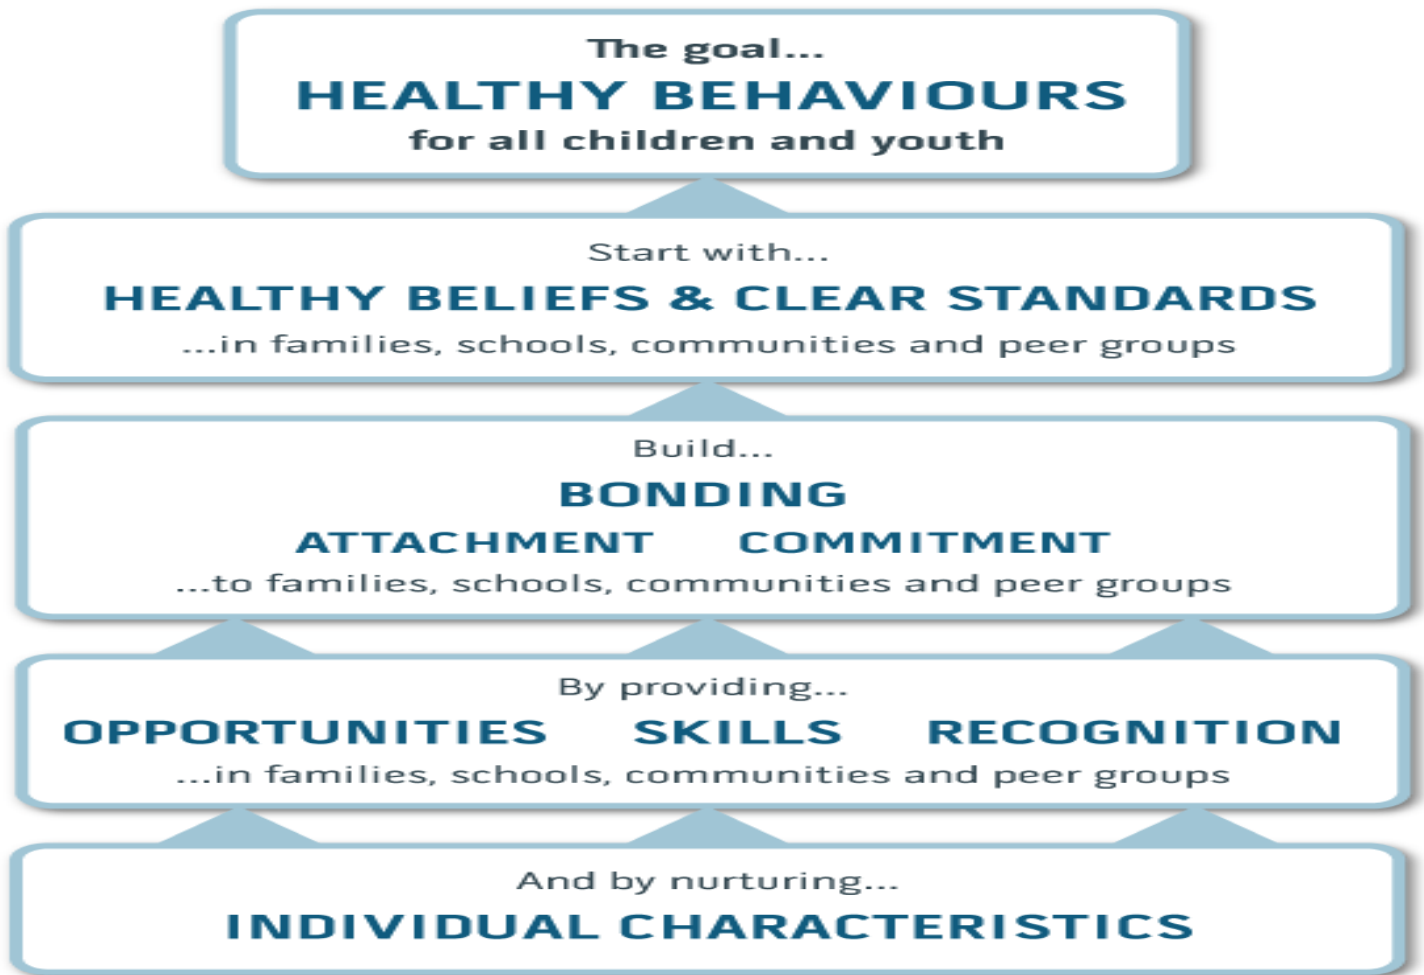 The goal...
HEALTHY BEHAVIOURS
for all children and youth
Start with...
HEALTHY BELIEFS & CLEAR STANDARDS
...in families, schools, communities and peer groups
Build...
BONDING
ATTACHMENT COMMITMENT
...to families, schools, communities and peer groups
By providing...
OPPORTUNITIES SKILLS RECOGNITION
...in families, schools, communities and peer groups
And by nurturing...
INDIVIDUAL CHARACTERISTICS